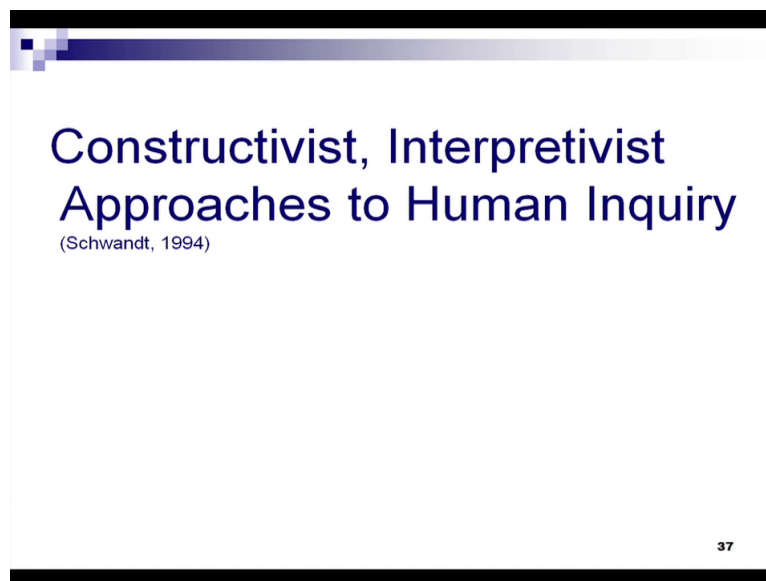 Constructivist, Interpretivist
Approaches to Human Inquiry
(Schwandt, 1994)
37